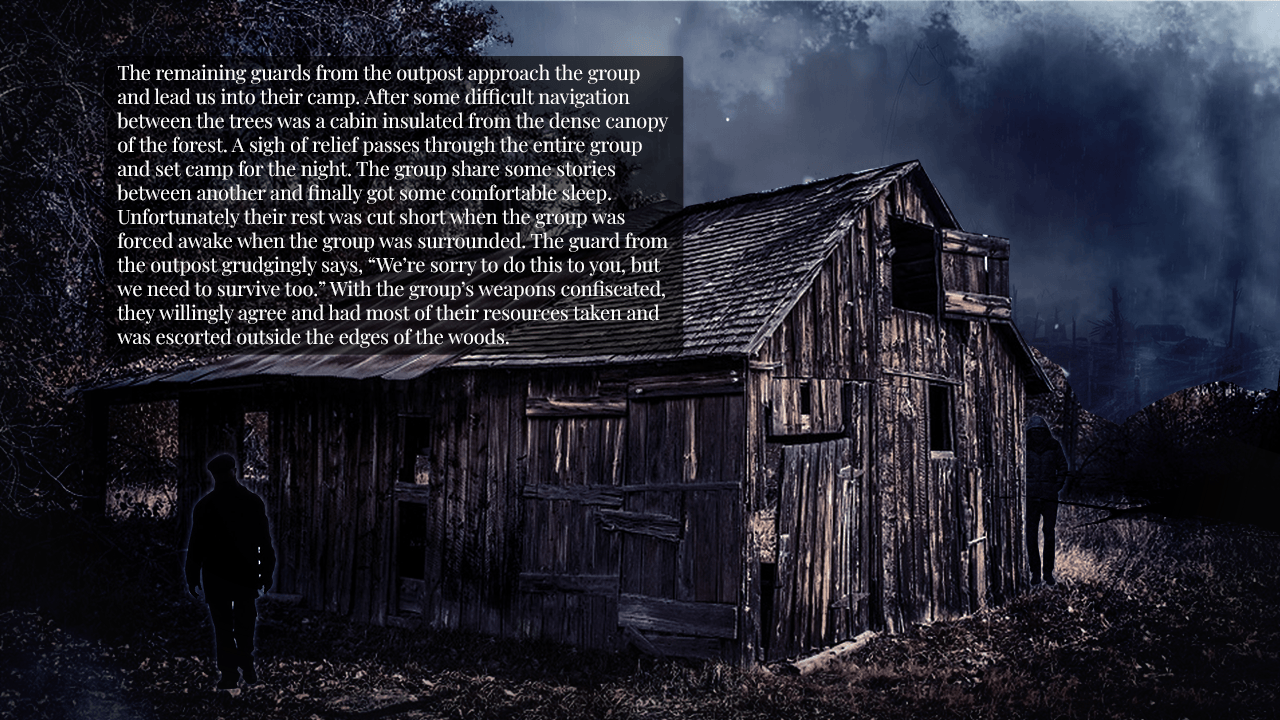 The remaining guards from the outpost approach the group
and lead us into their camp. After some difficult navigation
between the trees was a cabin insulated from the dense canopy
of the forest. A sigh of relief passes through the entire group
and set camp for the night. The group share some stories
between another and finally got some comfortable sleep.
Unfortunately their rest was cut short when the group was
forced awake when the group was surrounded. The guard from
the outpost grudgingly says, “We’re sorry to do this to you, but
we need to survive too.” With the group’s weapons confiscated,
they willingly agree and had most of their resources taken and
was escorted outside the edges of the woods.